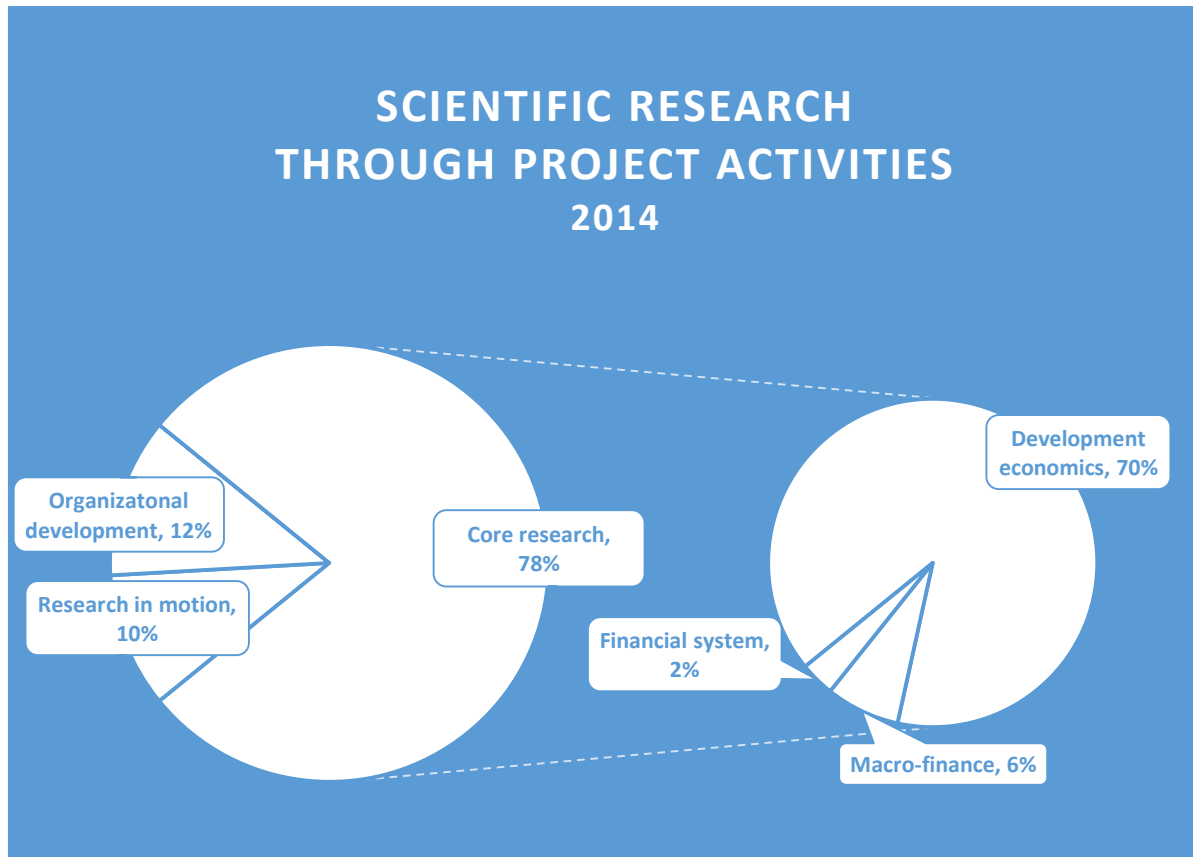 SCIENTIFIC RESEARCH
THROUGH PROJECT ACTIVITIES
2014
Organizatonal
development, 12%
Research in motion,
10%
Core research,
78%
Development
economics, 70%
Financial system,
2%
Macro-finance, 6%